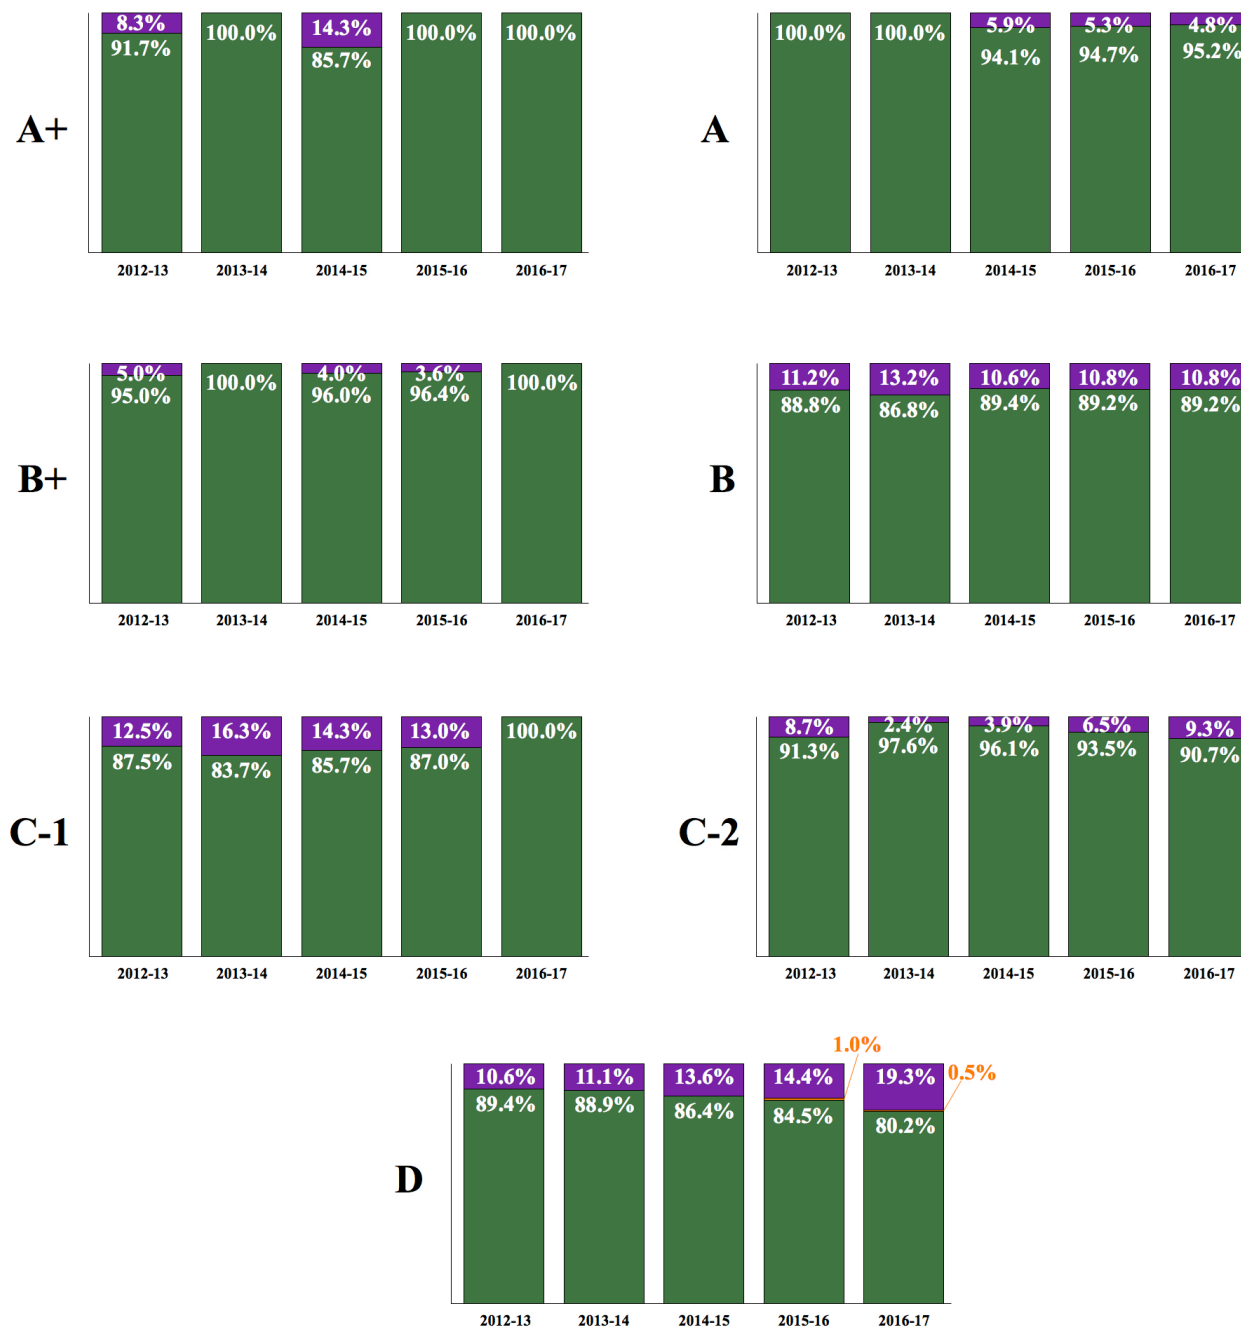 8.3% 100.0% 14.3% 100.0% 100.0%
91.7% 85.7%
A+
2012-13 2013-14 2014-15 2015-16 2016-17
100.0% 100.0% 5.9% 5.3% 4.8%
94.1% 94.7% 95.2%
A
2012-13 2013-14 2014-15 2015-16 2016-17
5.0% 100.0% 4.0% 3.6% 100.0%
95.0% 96.0% 96.4%
B+
2012-13 2013-14 2014-15 2015-16 2016-17
11.2% 13.2% 10.6% 10.8% 10.8%
88.8% 86.8% 89.4% 89.2% 89.2%
B
2012-13 2013-14 2014-15 2015-16 2016-17
12.5% 16.3% 14.3% 13.0% 100.0%
87.5% 83.7% 85.7% 87.0%
C-1
2012-13 2013-14 2014-15 2015-16 2016-17
8.7% 2.4% 3.9% 6.5% 9.3%
91.3% 97.6% 96.1% 93.5% 90.7%
C-2
2012-13 2013-14 2014-15 2015-16 2016-17
1.0%
10.6% 11.1% 13.6% 14.4% 19.3% 0.5%
89.4% 88.9% 86.4% 84.5% 80.2%
D
2012-13 2013-14 2014-15 2015-16 2016-17